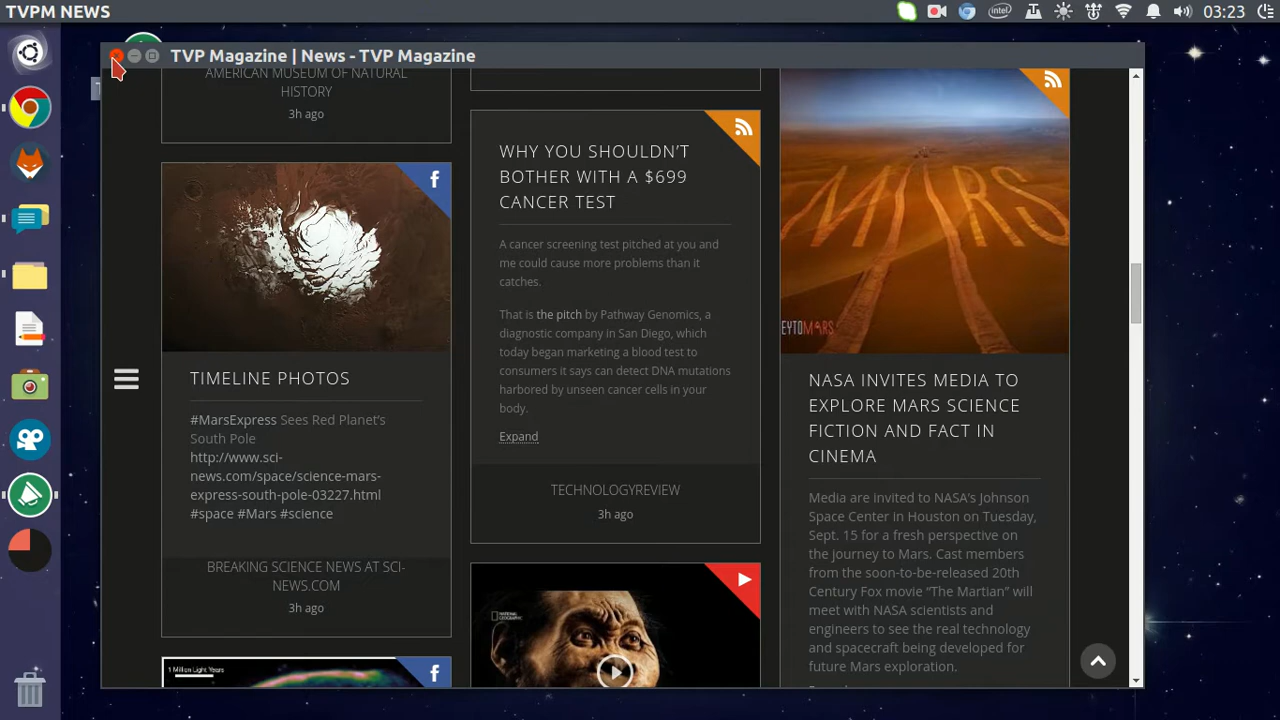 TVPM NEWS
intel
03:23
TVP Magazine | News - TVP Magazine
AMERICAN MUSEUM OF NATURAL
HISTORY
3h ago
f
TIMELINE PHOTOS
#MarsExpress Sees Red Planet's
South Pole
http://www.sci-
news.com/space/science-mars-
express-south-pole-03227.html
#space #Mars #science
BREAKING SCIENCE NEWS AT SCI-
NEWS.COM
3h ago
1 Million Light Years
f
WHY YOU SHOULDN'T
BOTHER WITH A $699
CANCER TEST
A cancer screening test pitched at you and
me could cause more problems than it
catches.
That is the pitch by Pathway Genomics, a
diagnostic company in San Diego, which
today began marketing a blood test to
consumers it says can detect DNA mutations
harbored by unseen cancer cells in your
body.
Expand
TECHNOLOGYREVIEW
3h ago
NATIONAL
GEOGRAPHIC
MARS
EYTOMARS
NASA INVITES MEDIA TO
EXPLORE MARS SCIENCE
FICTION AND FACT IN
CINEMA
Media are invited to NASA's Johnson
Space Center in Houston on Tuesday,
Sept. 15 for a fresh perspective on
the journey to Mars. Cast members
from the soon-to-be-released 20th
Century Fox movie “The Martian” will
meet with NASA scientists and
engineers to see the real technology
and spacecraft being developed for
future Mars exploration.